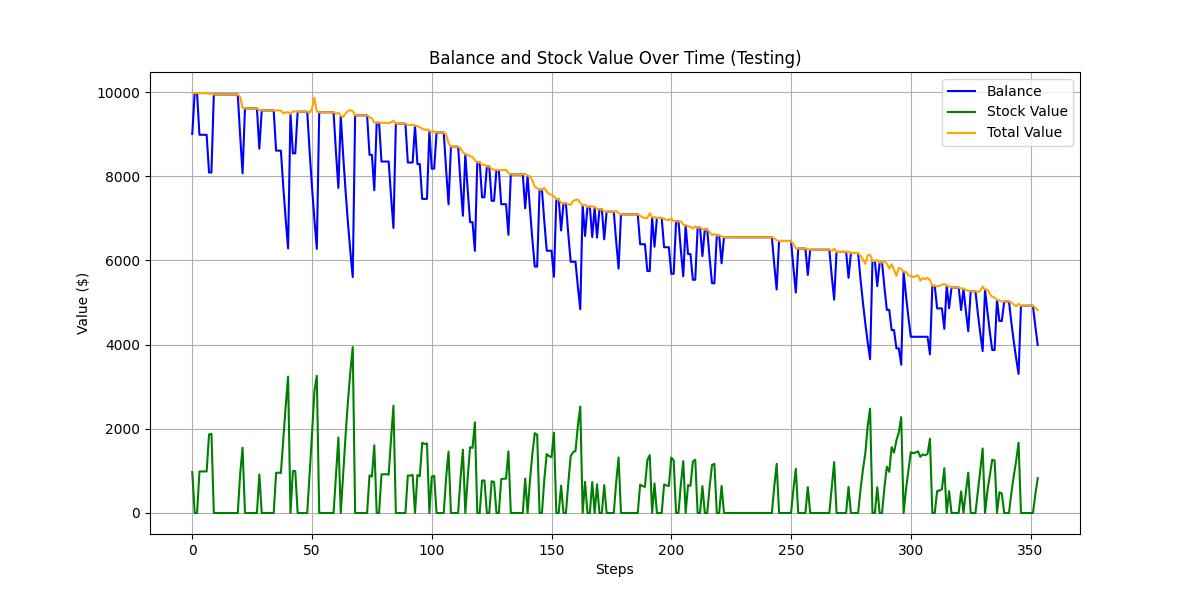 Balance and Stock Value Over Time (Testing)
Balance
Stock Value
Total Value
Value ($)
10000
8000
6000
4000
2000
0
0 50 100 150 200 250 300 350
Steps